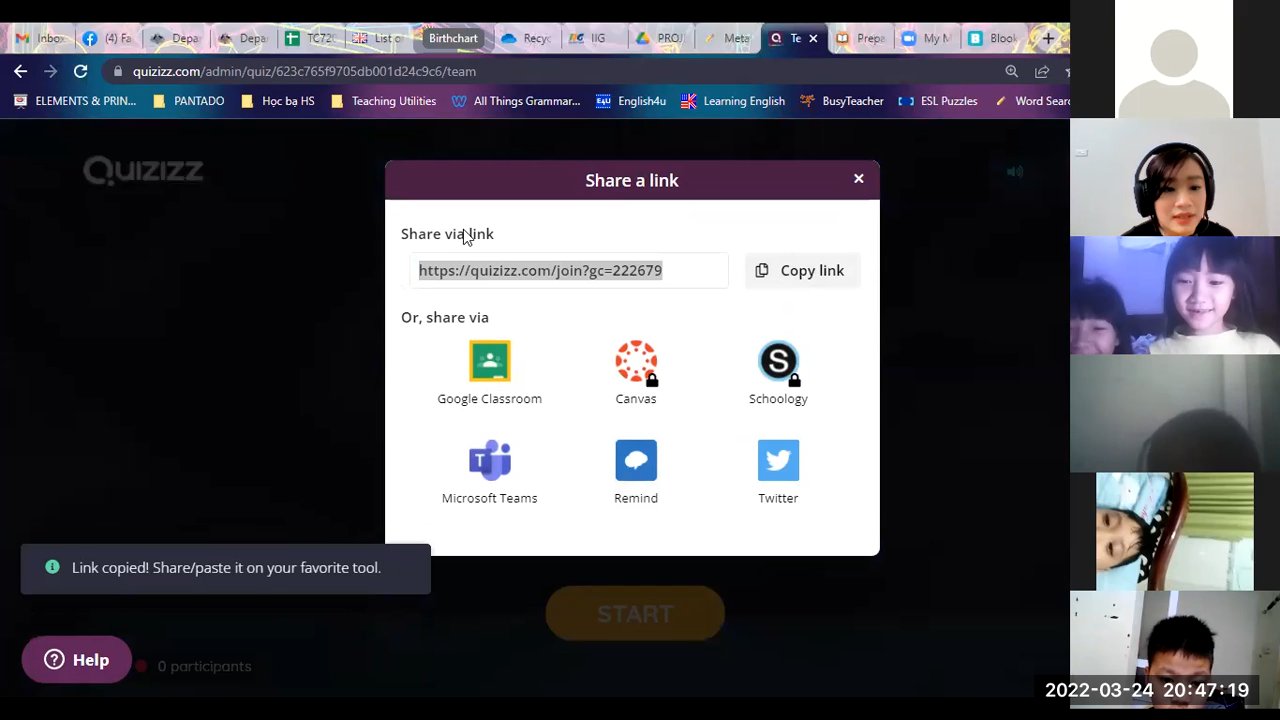 Inbo
(4) Fa
Depa
Depa
TC72
List o
Birthchart
Recyc
IIG
PROJ
Meta
Te
Prepa
My M
Blook
quizizz.com/admin/quiz/623c765f9705db001d24c9c6/team
ELEMENTS & PRIN...
PANTADO
Học bạ HS
Teaching Utilities
All Things Grammar...
English4u
Learning English
BusyTeacher
ESL Puzzles
Word Sear
Quizizz
Share a link
Share via link
https://quizizz.com/join?gc=222679
Copy link
Or, share via
Google Classroom
Canvas
Schoology
Microsoft Teams
Remind
Twitter
Link copied! Share/paste it on your favorite tool.
START
Help
0 participants
2022-03-24 20:47:19